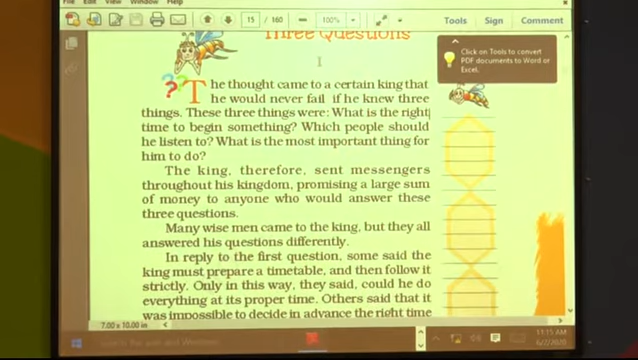 Edit View Window Help
15 / 160
100%
Tools Sign Comment
Three Questions
Click on Tools to convert
PDF documents to Word or
Excel.
The thought came to a certain king that
he would never fail if he knew three
things. These three things were: What is the right
time to begin something? Which people should
he listen to? What is the most important thing for
him to do?
The king, therefore, sent messengers
throughout his kingdom, promising a large sum
of money to anyone who would answer these
three questions.
Many wise men came to the king, but they all
answered his questions differently.
In reply to the first question, some said the
king must prepare a timetable, and then follow it
strictly. Only in this way, they said, could he do
everything at its proper time. Others said that it
was impossible to decide in advance the right time
7.00 x 10.00 in
11:15 AM
6/2/2020